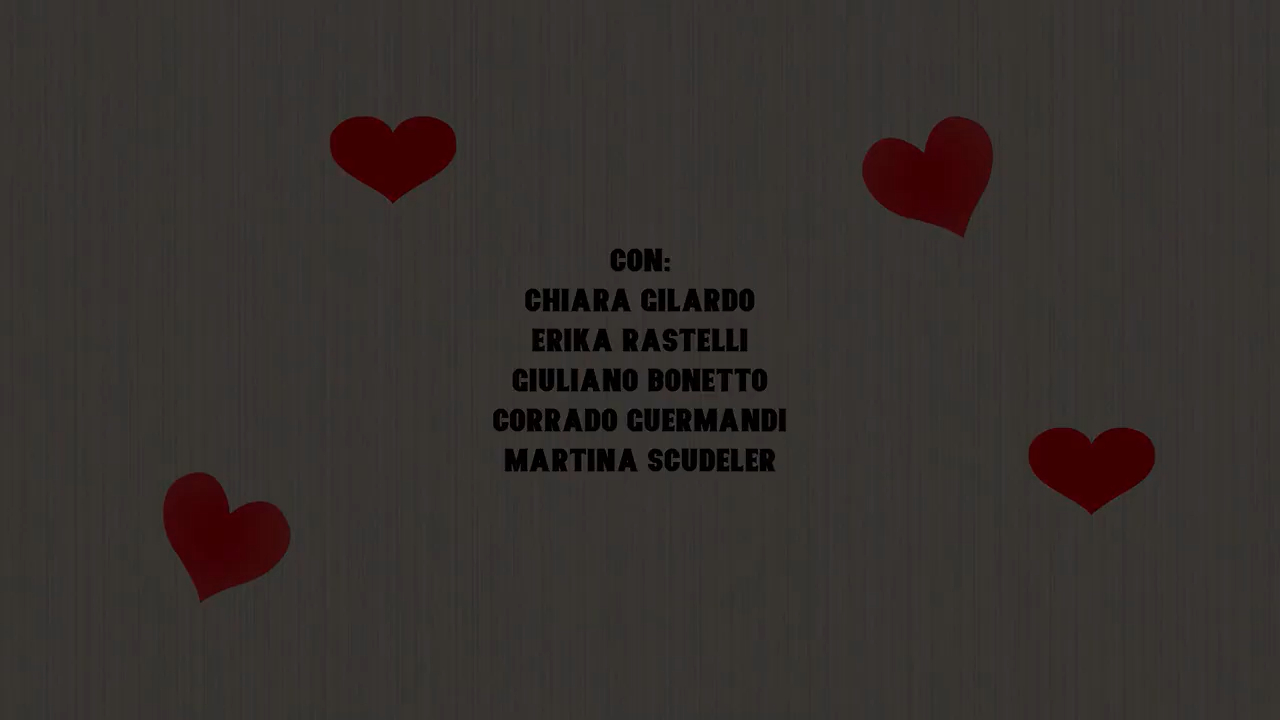 CON:
CHIARA GILARDO
ERIKA RASTELLI
GIULIANO BONETTO
CORRADO GUERMANDI
MARTINA SCUDELER